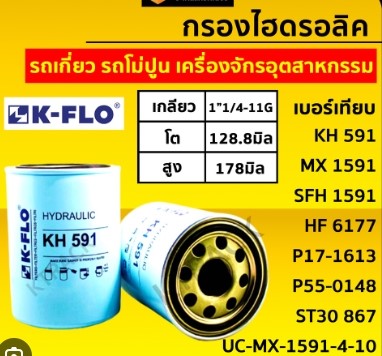 กรองไฮดรอลิค
รถเกี่ยว รถโม่ปูน เครื่องจักรอุตสาหกรรม
K-FLO®
เกลียว 1”1/4-11G
โต 128.8มิล
สูง 178มิล
เบอร์เทียบ
KH 591
MX 1591
SFH 1591
HF 6177
P17-1613
P55-0148
ST30 867
UC-MX-1591-4-10
K-FLO
HYDRAULIC
KH 591
K-FLO
HYDRAULIC
KH 591